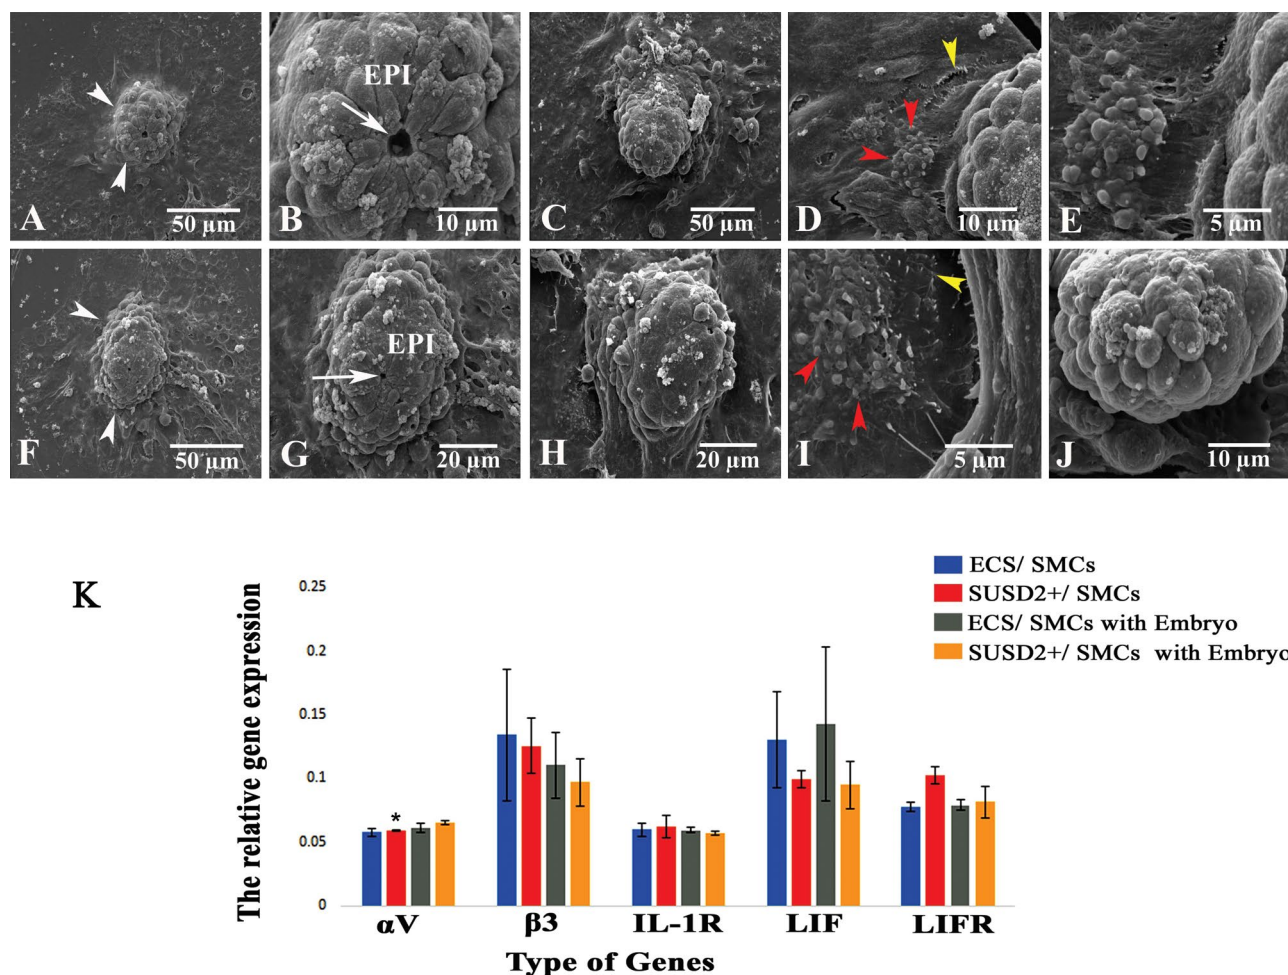 EPI
A
50 µm
B
10 µm
C
50 µm
D
10 µm
E
5 µm
EPI
F
50 µm
G
20 µm
H
20 µm
I
5 µm
J
10 µm
K
ECS/ SMCs
SUSD2+/ SMCs
ECS/ SMCs with Embryo
SUSD2+/ SMCs with Embryo
The relative gene expression
0.25
0.2
0.15
0.1
0.05
0
*
αV
β3
IL-1R
LIF
LIFR
Type of Genes